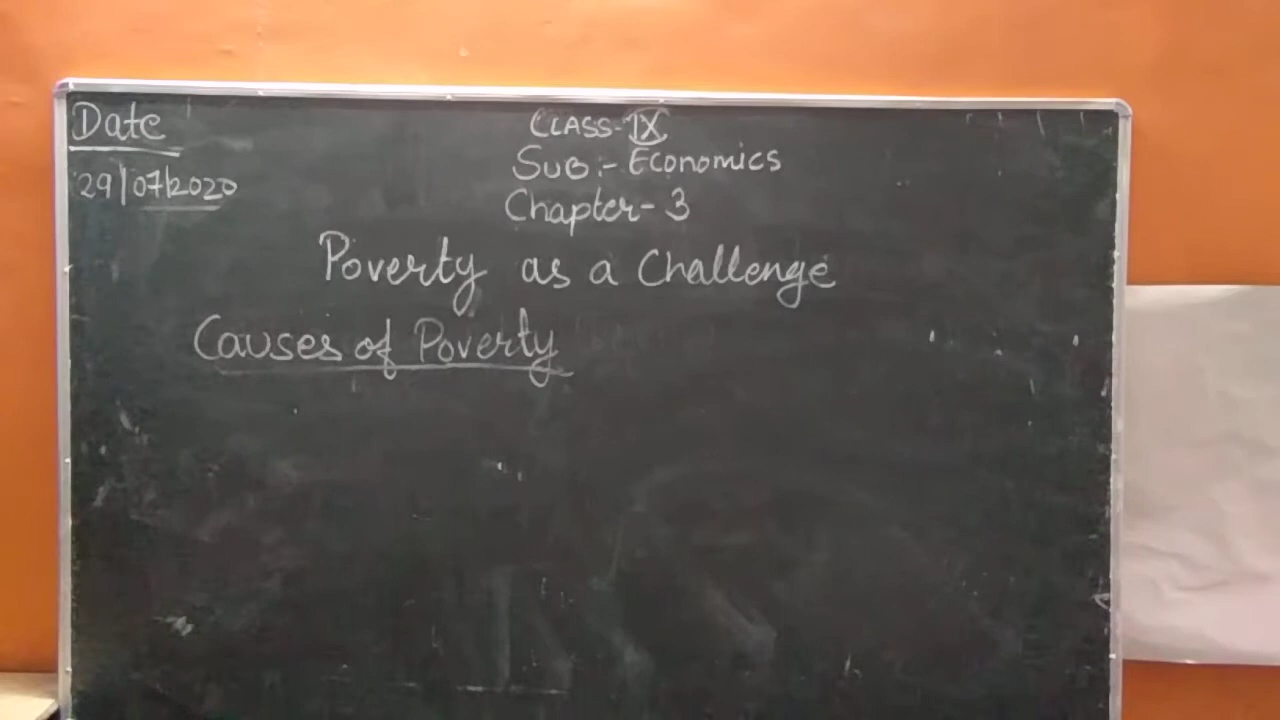 Date
29/07/2020
CLASS-IX
SUB:- ECONOMICS
Chapter- 3
Poverty as a Challenge
Causes of Poverty